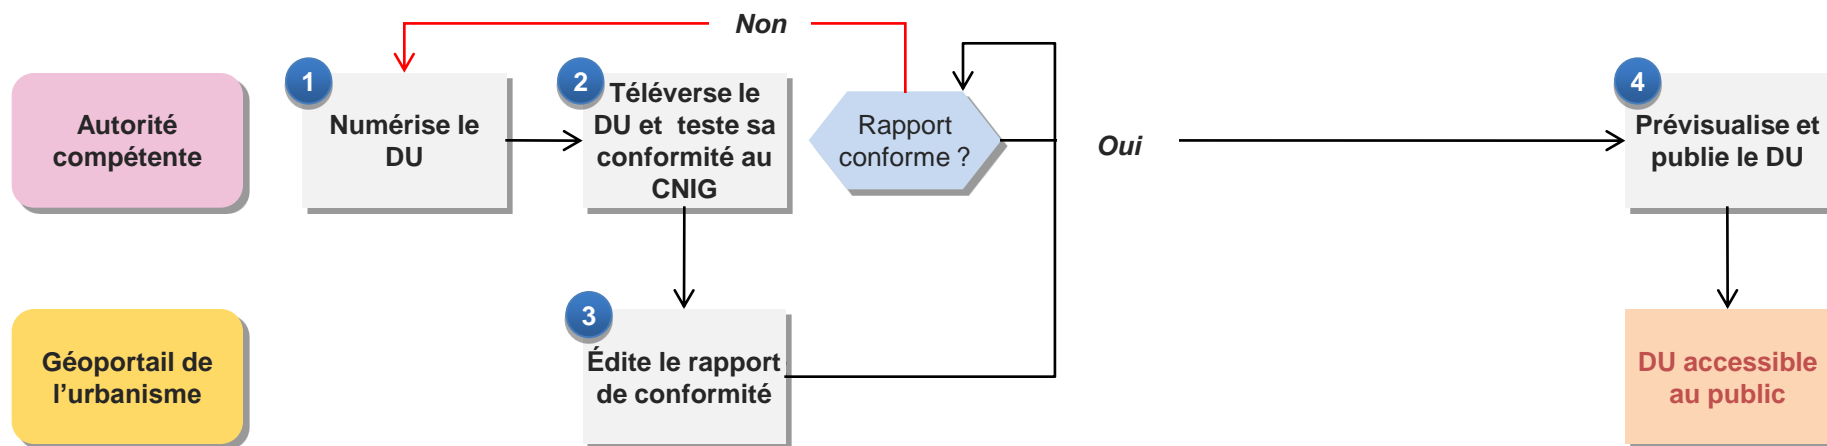 Non
Autorité
compétente
1
Numérise le
DU
2
Téléverse le
DU et teste sa
conformité au
CNIG
Rapport
conforme ?
Oui
4
Prévisualise et
publie le DU
Géoportail de
l’urbanisme
3
Édite le rapport
de conformité
DU accessible
au public